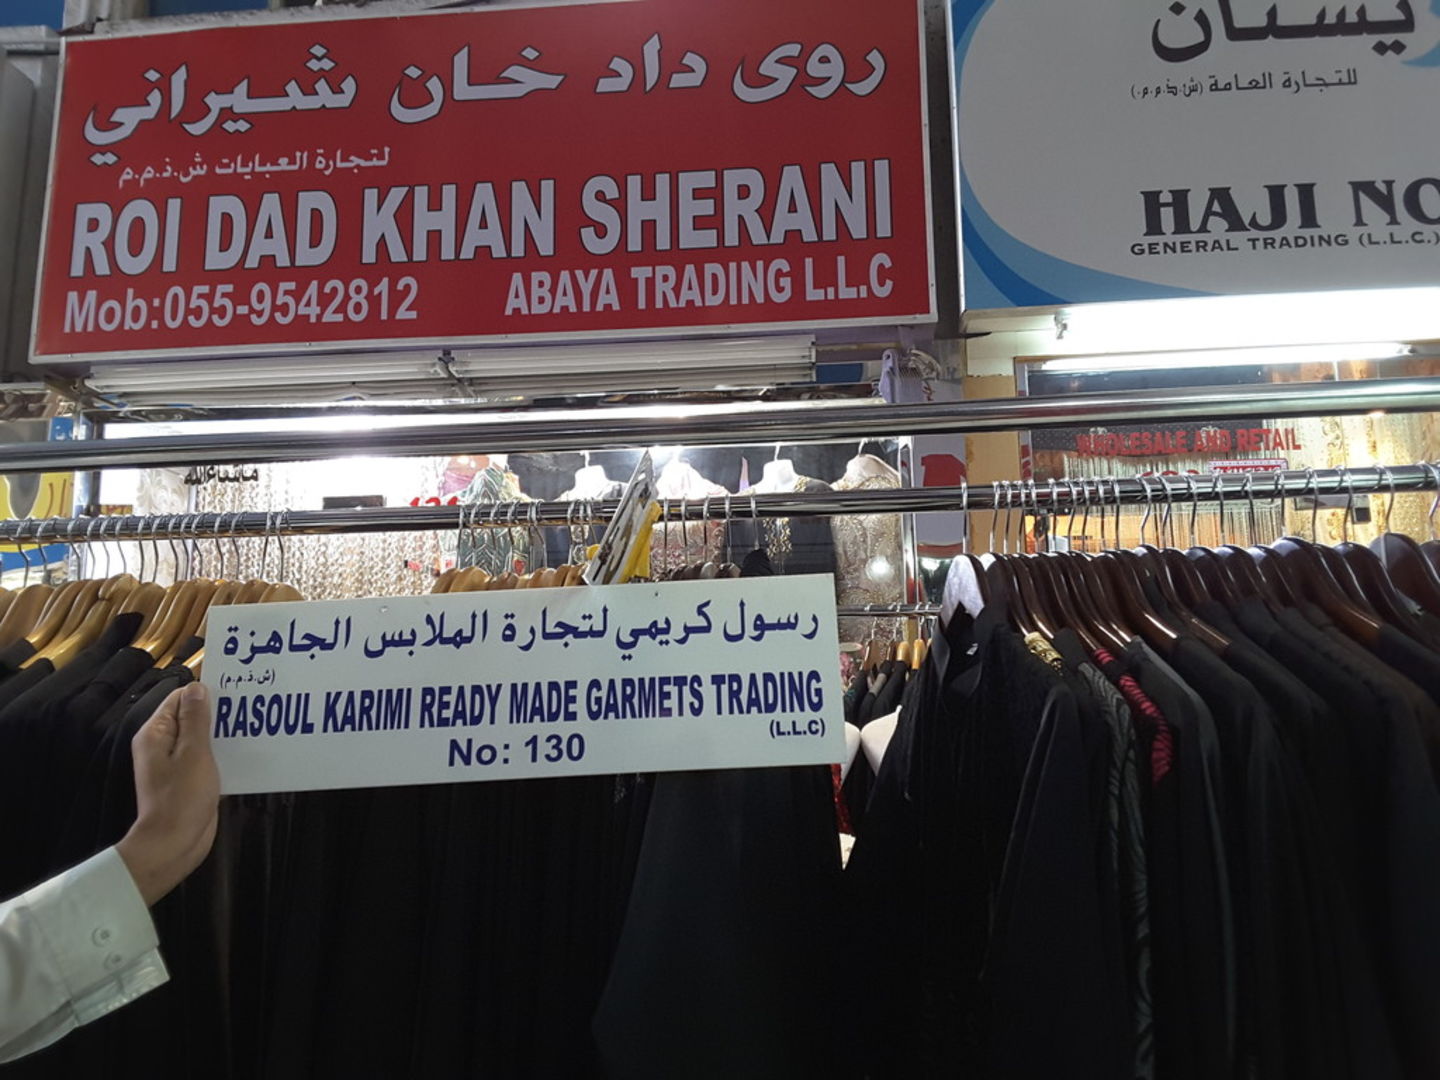 روى داد خان شيراني
لتجارة العبايات ش.ذ.م.م
ROI DAD KHAN SHERANI
Mob:055-9542812 ABAYA TRADING L.L.C
للتجارة العامة (ش.ذ.م.م.)
HAJI NO
GENERAL TRADING (L.L.C.)
WHOLESALE AND RETAIL
ماشاءالله
رسول كريمي لتجارة الملابس الجاهزة
(ش.ذ.م.م)
RASOUL KARIMI READY MADE GARMETS TRADING
(L.L.C)
No: 130